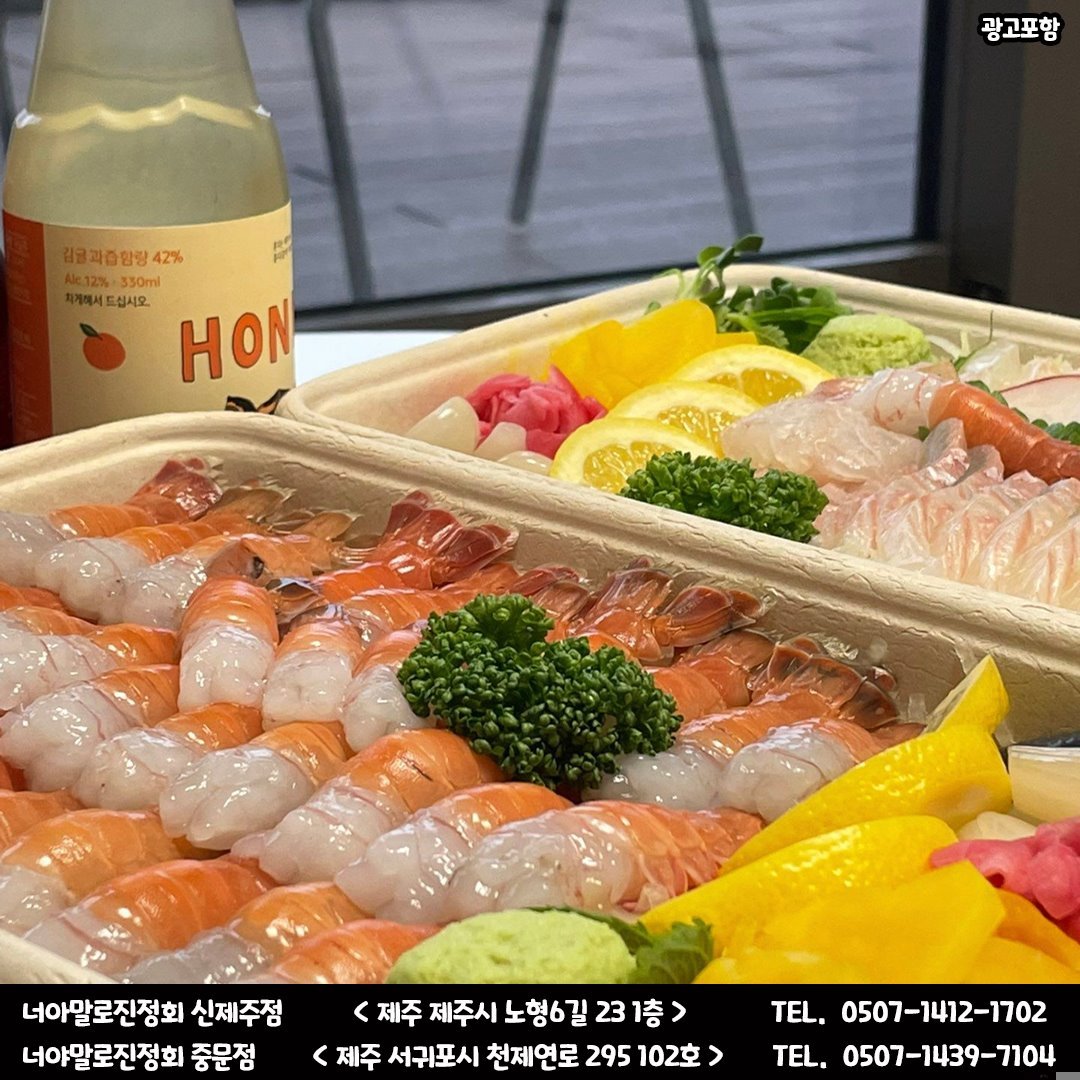 광고포함
감귤과즙함량 42%
Alc 12% · 330ml
차게해서 드십시오.
HON
너야말로진정회 신제주점 < 제주 제주시 노형6길 23 1층 > TEL. 0507-1412-1702
너야말로진정회 중문점 < 제주 서귀포시 천제연로 295 102호 > TEL. 0507-1439-7104